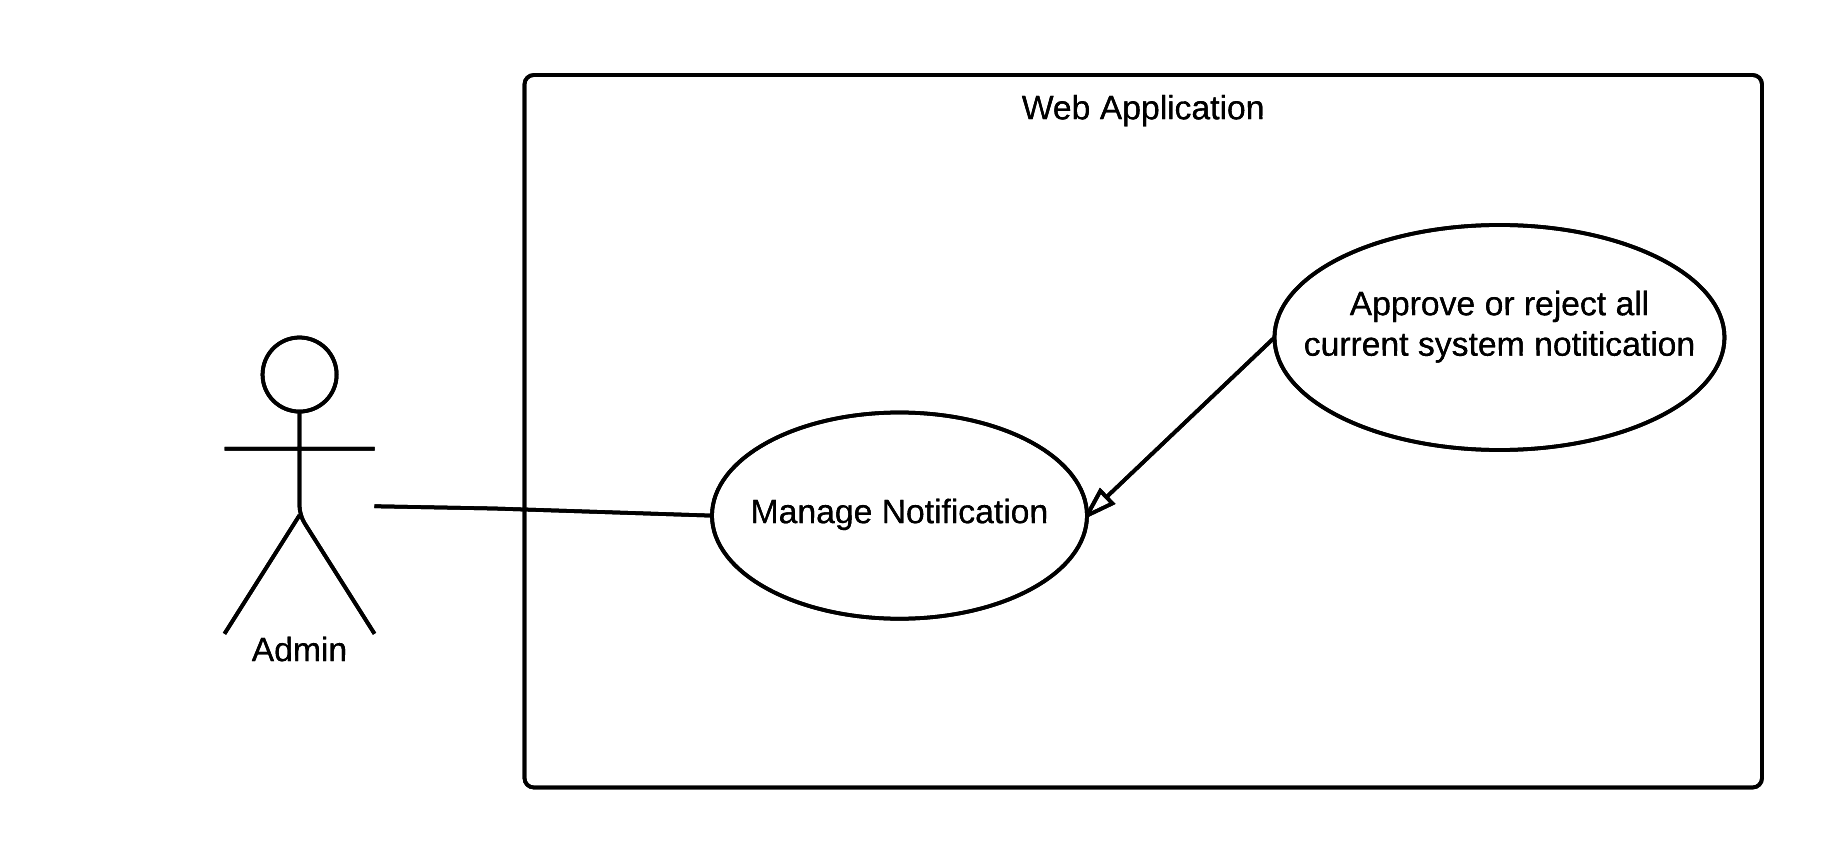 Web Application
Approve or reject all
current system notitication
Manage Notification
Admin